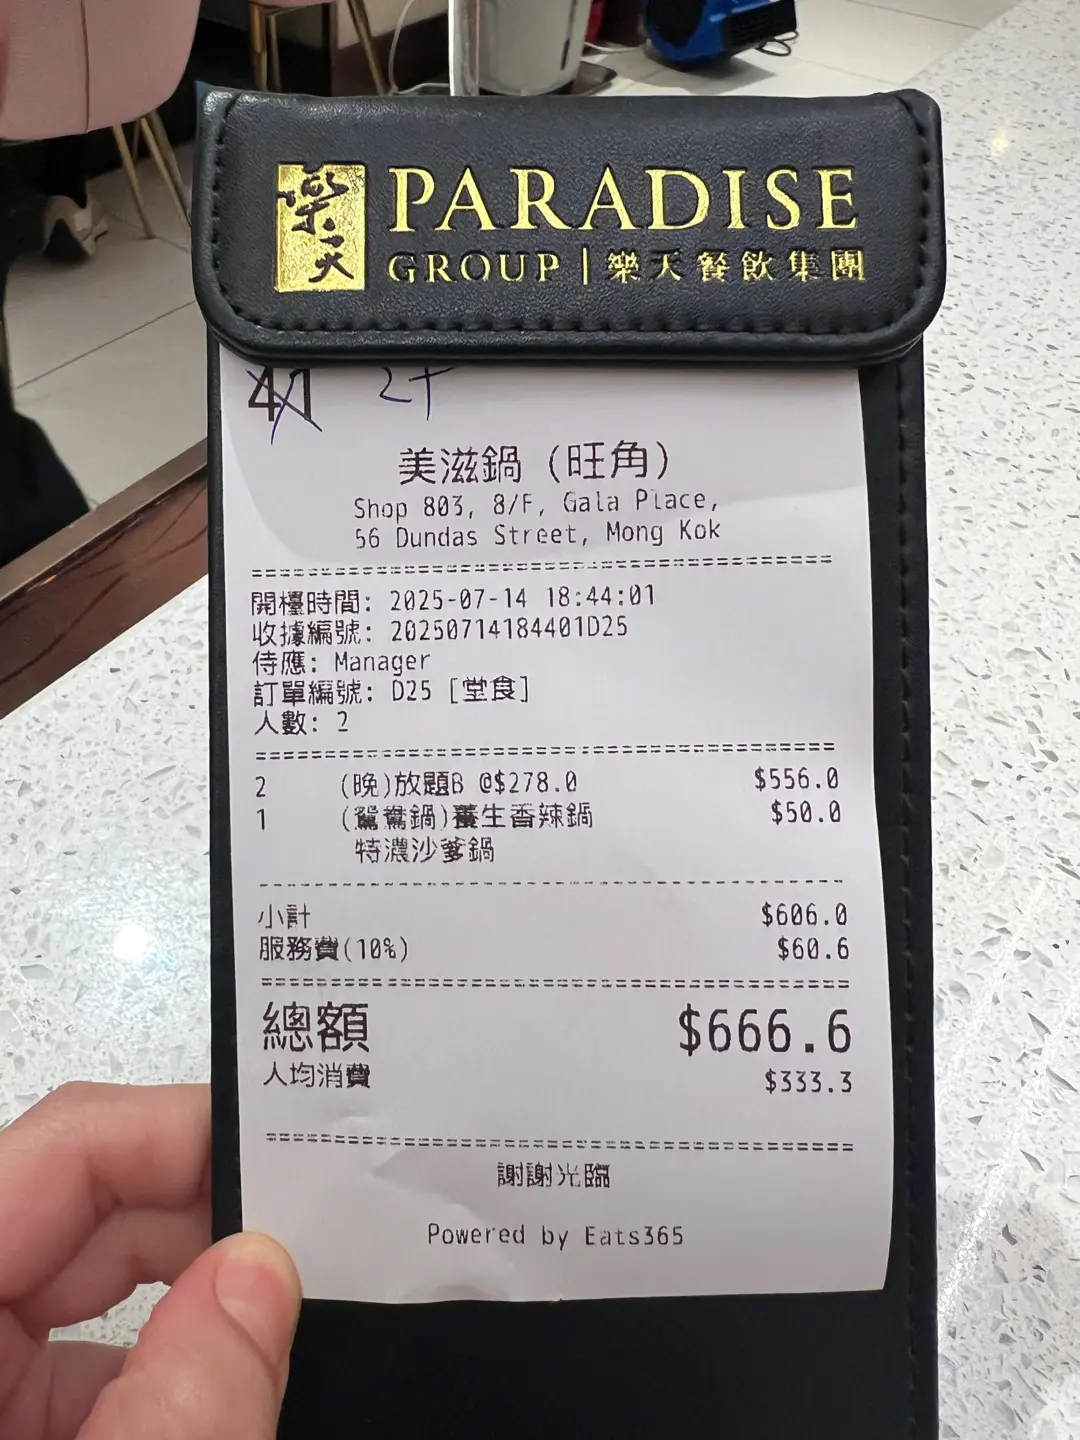 樂天
PARADISE
GROUP | 樂天餐飲集團
41 2+
美滋鍋 (旺角)
Shop 803, 8/F, Gala Place,
56 Dundas Street, Mong Kok
開檯時間: 2025-07-14 18:44:01
收據編號: 20250714184401D25
侍應: Manager
訂單編號: D25 [堂食]
人數: 2
2 (晚)放題B @$278.0 $556.0
1 (鴛鴦鍋)養生香辣鍋 $50.0
特濃沙爹鍋
小計 $606.0
服務費(10%) $60.6
總額 $666.6
人均消費 $333.3
謝謝光臨
Powered by Eats365